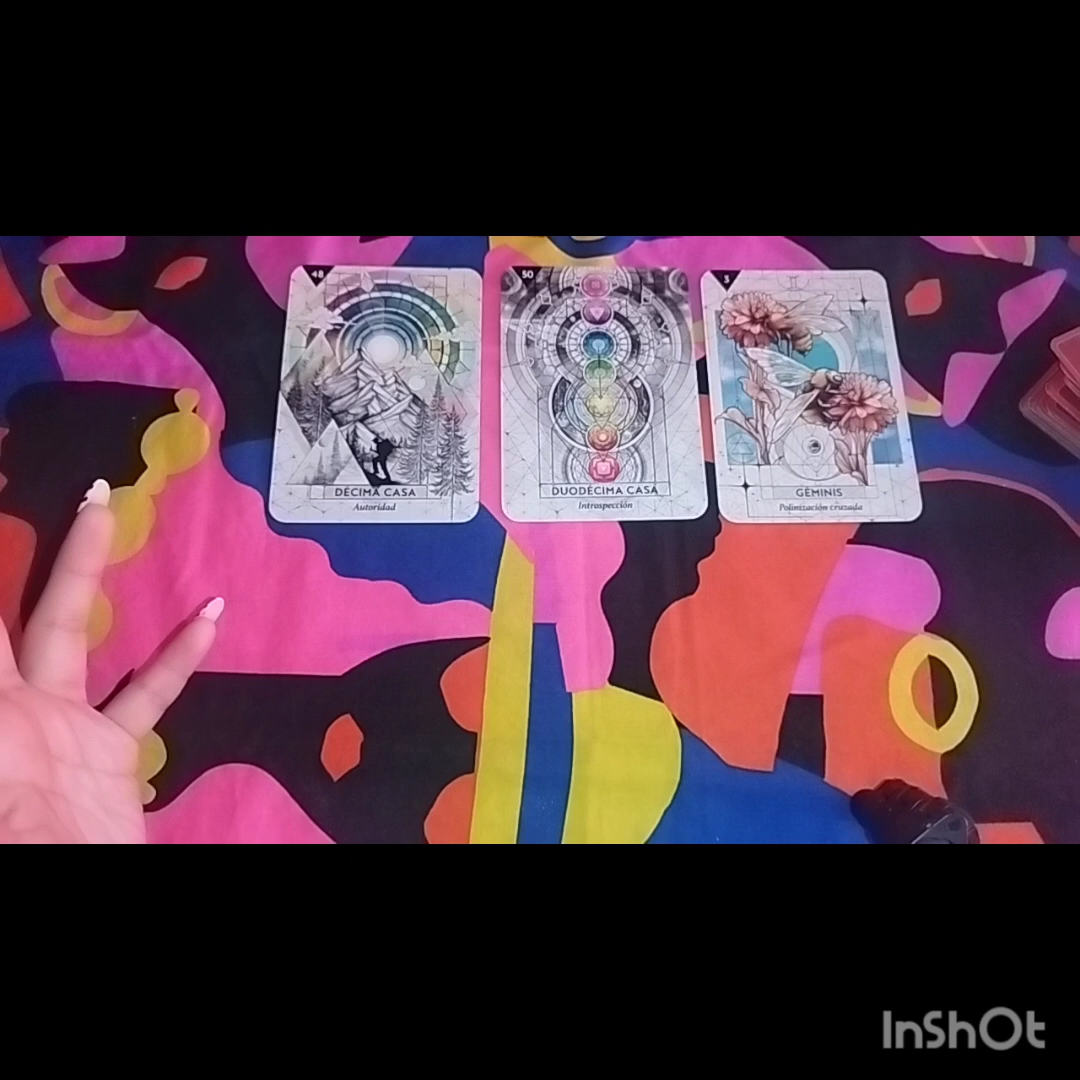 48
DÉCIMA CASA
Autoridad
50
DUODÉCIMA CASA
Introspección
3
GÉMINIS
Polinización cruzada
InShOt